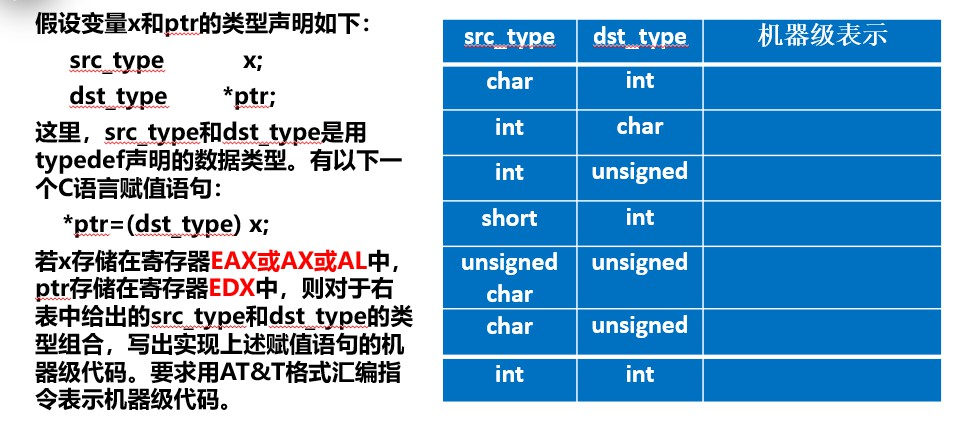 假设变量x和ptr的类型声明如下：
src_type x;
dst_type *ptr;
这里，src_type和dst_type是用
typedef声明的数据类型。有以下一
个C语言赋值语句：
*ptr=(dst_type) x;
若x存储在寄存器EAX或AX或AL中，
ptr存储在寄存器EDX中，则对于右
表中给出的src_type和dst_type的类
型组合，写出实现上述赋值语句的机
器级代码。要求用AT&T格式汇编指
令表示机器级代码。
src_type dst_type 机器级表示
char int
int char
int unsigned
short int
unsigned unsigned
char
char unsigned
int int